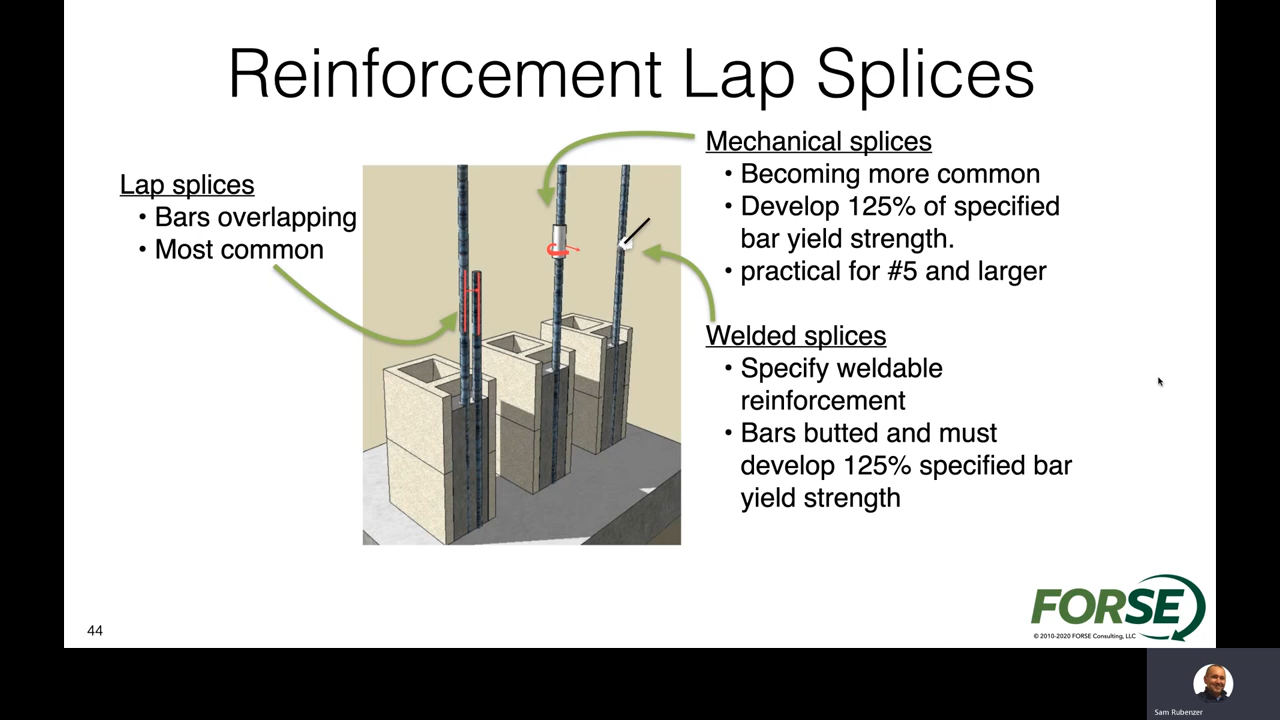 Reinforcement Lap Splices
Lap splices
• Bars overlapping
• Most common
Mechanical splices
• Becoming more common
• Develop 125% of specified
bar yield strength.
• practical for #5 and larger
Welded splices
• Specify weldable
reinforcement
• Bars butted and must
develop 125% specified bar
yield strength
44
FORSE
© 2010-2020 FORSE Consulting, LLC
Sam Rubenzer